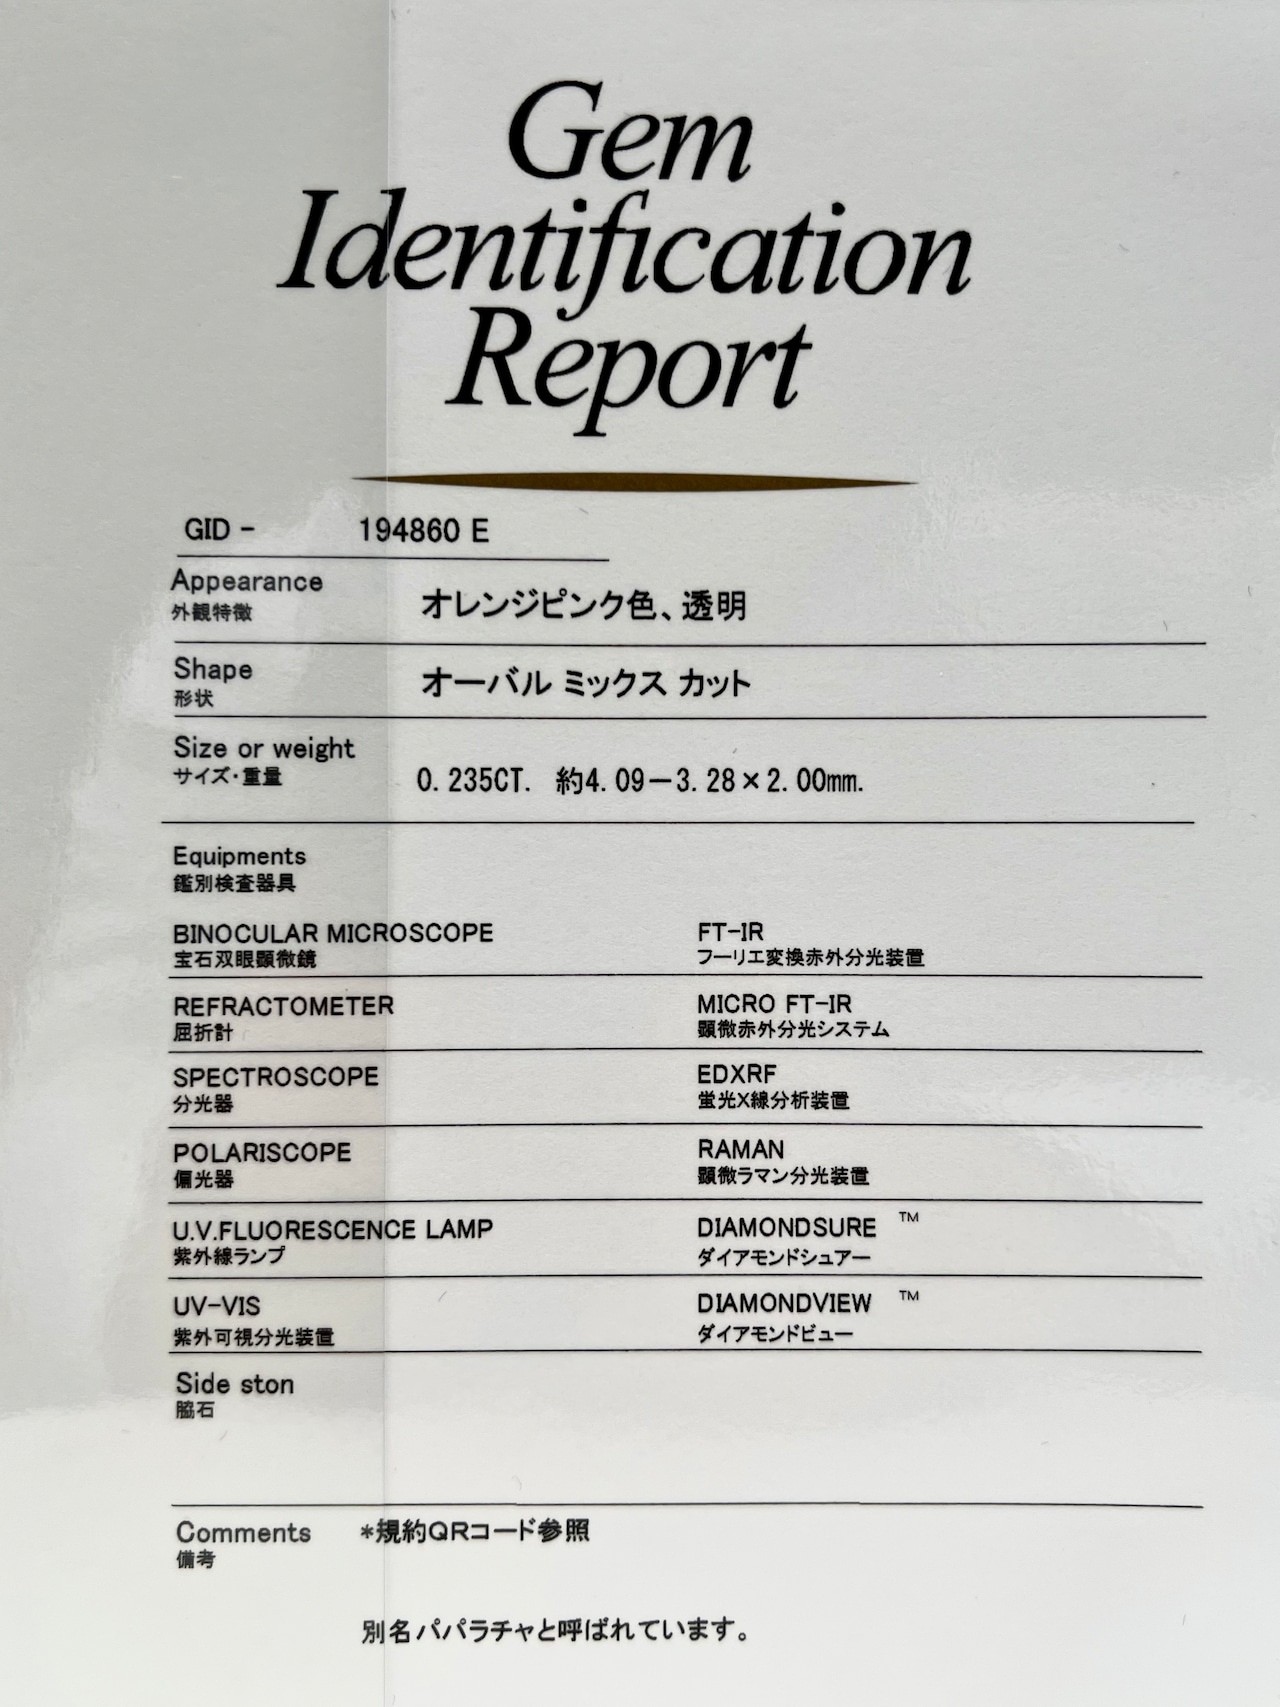 Gem
Identification
Report
GID - 194860 E
Appearance
外観特徴
オレンジピンク色、透明
Shape
形状
オーバル ミックス カット
Size or weight
サイズ・重量
0.235CT. 約4.09－3.28×2.00mm.
Equipments
鑑別検査器具
BINOCULAR MICROSCOPE
宝石双眼顕微鏡
FT-IR
フーリエ変換赤外分光装置
REFRACTOMETER
屈折計
MICRO FT-IR
顕微赤外分光システム
SPECTROSCOPE
分光器
EDXRF
蛍光X線分析装置
POLARISCOPE
偏光器
RAMAN
顕微ラマン分光装置
U.V.FLUORESCENCE LAMP
紫外線ランプ
DIAMONDSURE ™
ダイアモンドシュアー
UV-VIS
紫外可視分光装置
DIAMONDVIEW ™
ダイアモンドビュー
Side ston
脇石
Comments
備考
*規約QRコード参照
別名パパラチャと呼ばれています。